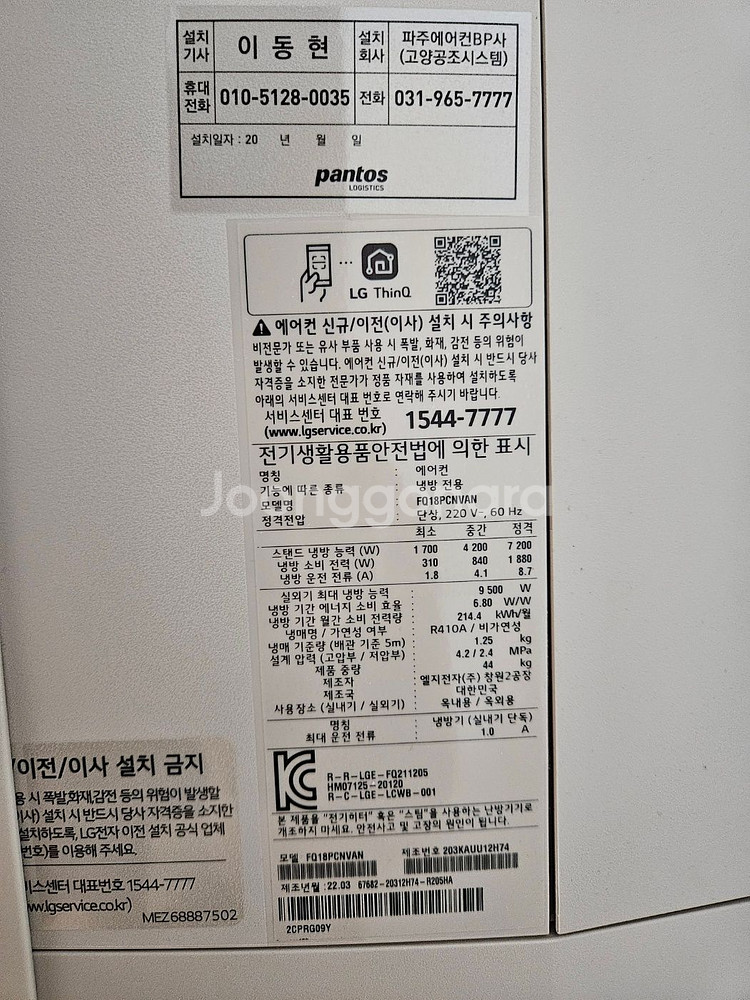 설치 기사 이동현 설치 회사 파주에어컨BP사 (고양공조시스템)
휴대 전화 010-5128-0035 전화 031-965-7777
설치일자 : 20 년 월 일
pantos
LOGISTICS
LG ThinQ
에어컨 신규/이전(이사) 설치 시 주의사항
비전문가 또는 유사 부품 사용 시 폭발, 화재, 감전 등의 위험이
발생할 수 있습니다. 에어컨 신규/이전(이사) 설치 시 반드시 당사
자격증을 소지한 전문가가 정품 자재를 사용하여 설치하도록
아래의 서비스센터 대표 번호로 연락해 주시기 바랍니다.
서비스센터 대표 번호 1544-7777
(www.lgservice.co.kr)
전기생활용품안전법에 의한 표시
명칭 : 에어컨
기능에 따른 종류 : 냉방 전용
모델명 : FQ18PCNVAN
정격전압 : 단상, 220 V~, 60 Hz
최소 중간 정격
스탠드 냉방 능력 (W) 1 700 4 200 7 200
냉방 소비 전력 (W) 310 840 1 880
냉방 운전 전류 (A) 1.8 4.1 8.7
실외기 최대 냉방 능력 : 9 500 W
냉방 기간 에너지 소비 효율 : 6.80 W/W
냉방 기간 월간 소비 전력량 : 214.4 kWh/월
냉매명 / 가연성 여부 : R410A / 비가연성
냉매 기준량 (배관 기준 5m) : 1.25 kg
설계 압력 (고압부 / 저압부) : 4.2 / 2.4 MPa
제품 중량 : 44 kg
제조자 : 엘지전자(주) 창원2공장
제조국 : 대한민국
사용장소 (실내기 / 실외기) : 옥내용 / 옥외용
명칭 : 냉방기 (실내기 단독)
최대 운전 전류 : 1.0 A
R-R-LGE-FQ211205
HM07125-20120
R-C-LGE-LCWB-001
본 제품을 "전기히터" 혹은 "스팀"을 사용하는 난방기기로
개조하지 마세요. 안전사고 및 고장의 원인이 됩니다.
모델 FQ18PCNVAN 제조번호 203KAUU12H74
제조년월 : 22.03 67682-20312H74-R205HA
2CPRG09Y
/이전/이사 설치 금지
용 시 폭발,화재,감전 등의 위험이 발생할
이사) 설치 시 반드시 당사 자격증을 소지한
설치하도록, LG전자 이전 설치 공식 업체
번호)를 이용해 주세요.
비스센터 대표번호 1544-7777
ww.lgservice.co.kr)
MEZ68887502
Joonggonara